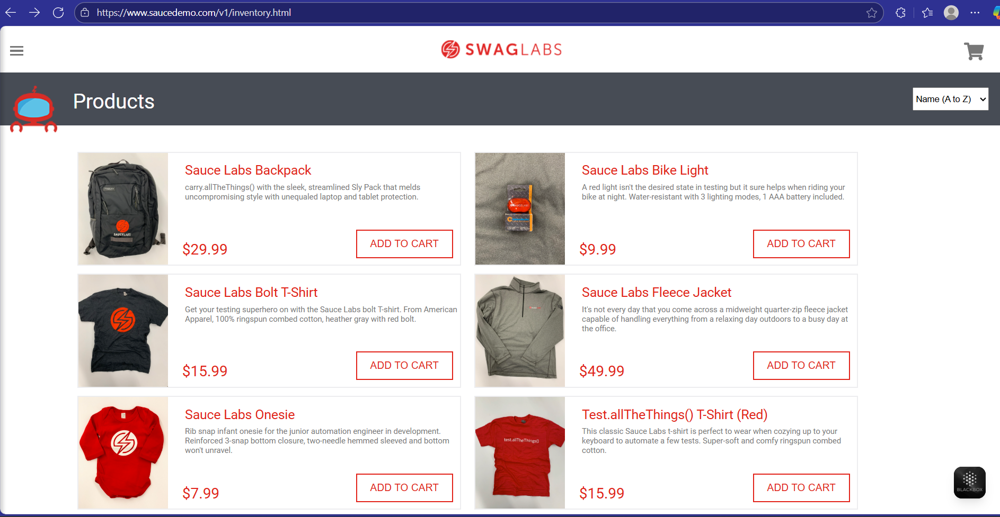 https://www.saucedemo.com/v1/inventory.html
SWAGLABS
Products
Name (A to Z)
Sauce Labs Backpack
carry.allTheThings() with the sleek, streamlined Sly Pack that melds
uncompromising style with unequaled laptop and tablet protection.
$29.99
ADD TO CART
SAUCELABS
Sauce Labs Bike Light
A red light isn't the desired state in testing but it sure helps when riding your
bike at night. Water-resistant with 3 lighting modes, 1 AAA battery included.
$9.99
ADD TO CART
SAUCELABS
Sauce Labs Bolt T-Shirt
Get your testing superhero on with the Sauce Labs bolt T-shirt. From American
Apparel, 100% ringspun combed cotton, heather gray with red bolt.
$15.99
ADD TO CART
Sauce Labs Fleece Jacket
It's not every day that you come across a midweight quarter-zip fleece jacket
capable of handling everything from a relaxing day outdoors to a busy day at
the office.
$49.99
ADD TO CART
Sauce Labs Onesie
Rib snap infant onesie for the junior automation engineer in development.
Reinforced 3-snap bottom closure, two-needle hemmed sleeved and bottom
won't unravel.
$7.99
ADD TO CART
Test.allTheThings() T-Shirt (Red)
This classic Sauce Labs t-shirt is perfect to wear when cozying up to your
keyboard to automate a few tests. Super-soft and comfy ringspun combed
cotton.
$15.99
ADD TO CART
test.allTheThings()
BLACKBOX